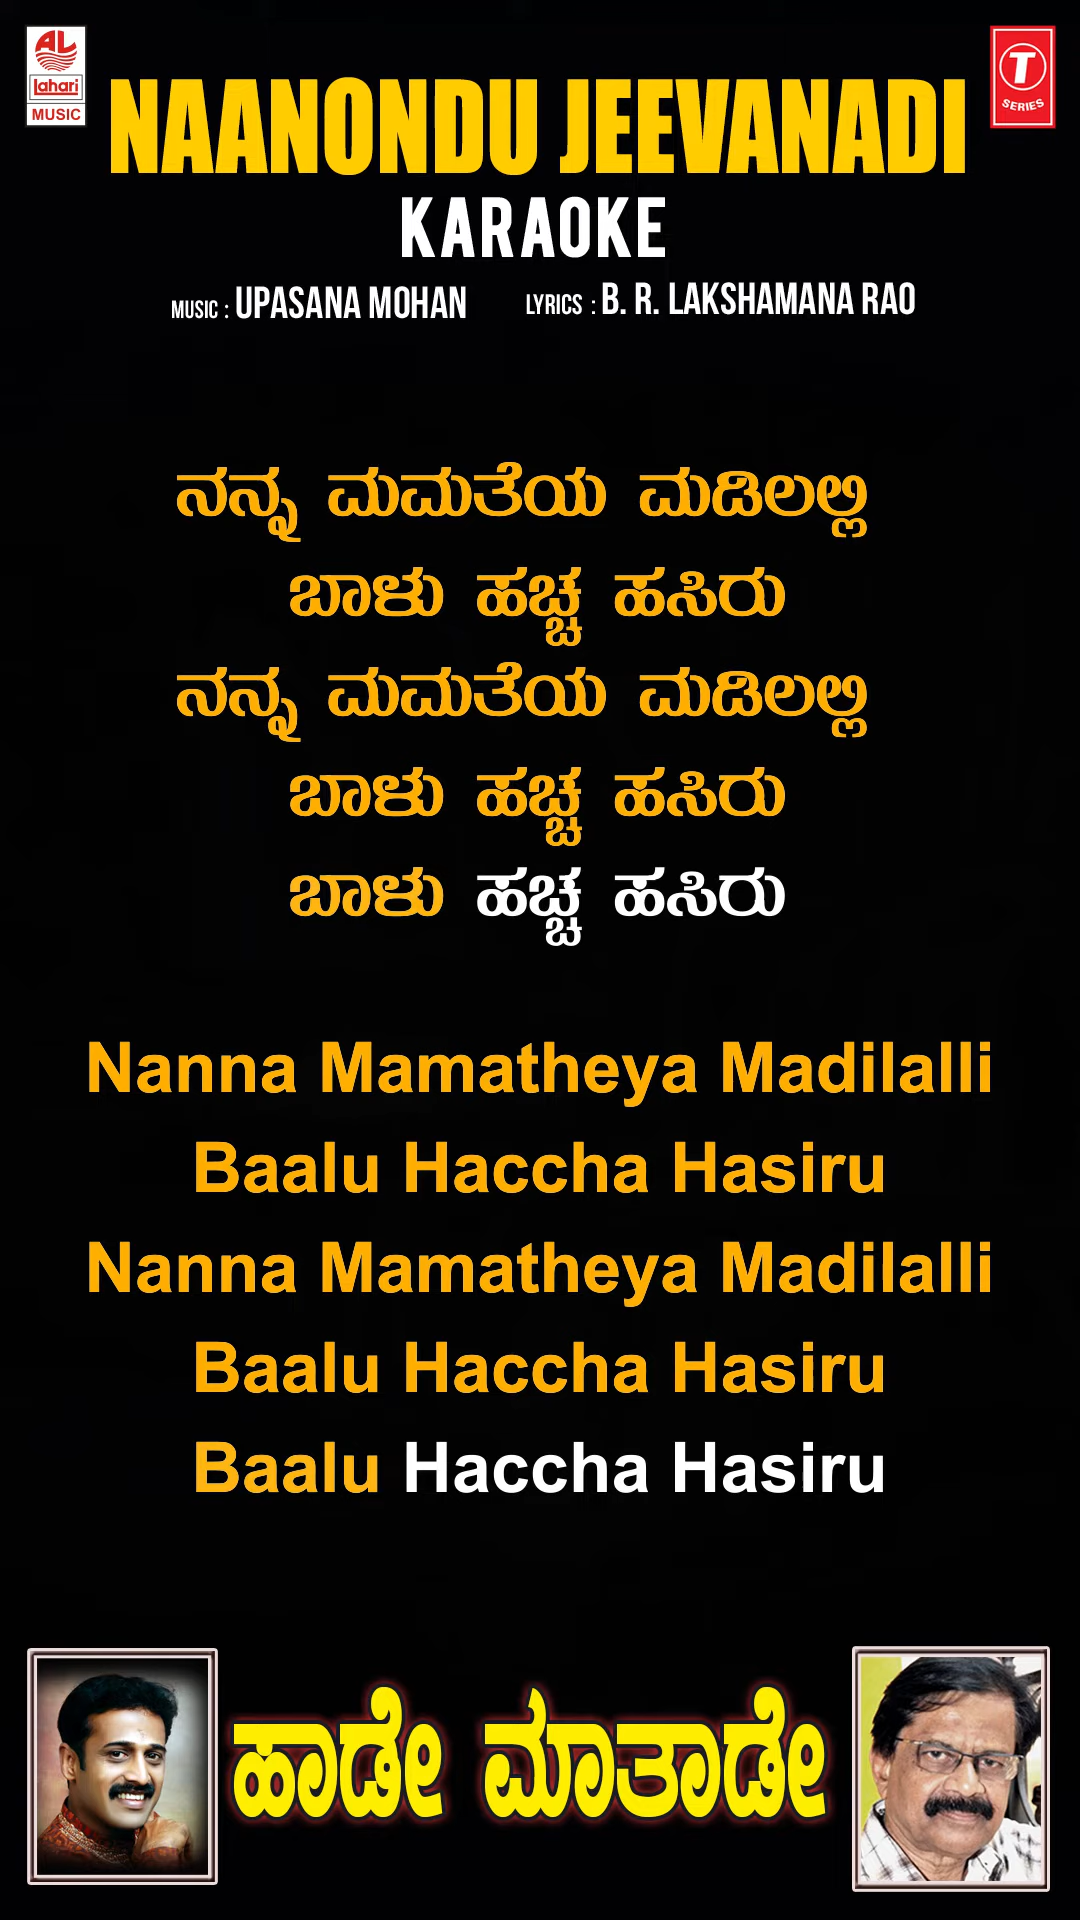 AL
lahari
MUSIC
T
SERIES
NAANONDU JEEVANADI
KARAOKE
MUSIC : UPASANA MOHAN LYRICS : B. R. LAKSHAMANA RAO
ನನ್ನ ಮಮತೆಯ ಮಡಿಲಲ್ಲಿ
ಬಾಳು ಹಚ್ಚ ಹಸಿರು
ನನ್ನ ಮಮತೆಯ ಮಡಿಲಲ್ಲಿ
ಬಾಳು ಹಚ್ಚ ಹಸಿರು
ಬಾಳು ಹಚ್ಚ ಹಸಿರು
Nanna Mamatheya Madilalli
Baalu Haccha Hasiru
Nanna Mamatheya Madilalli
Baalu Haccha Hasiru
Baalu Haccha Hasiru
ಹಾಡೇ ಮಾತಾಡೇ